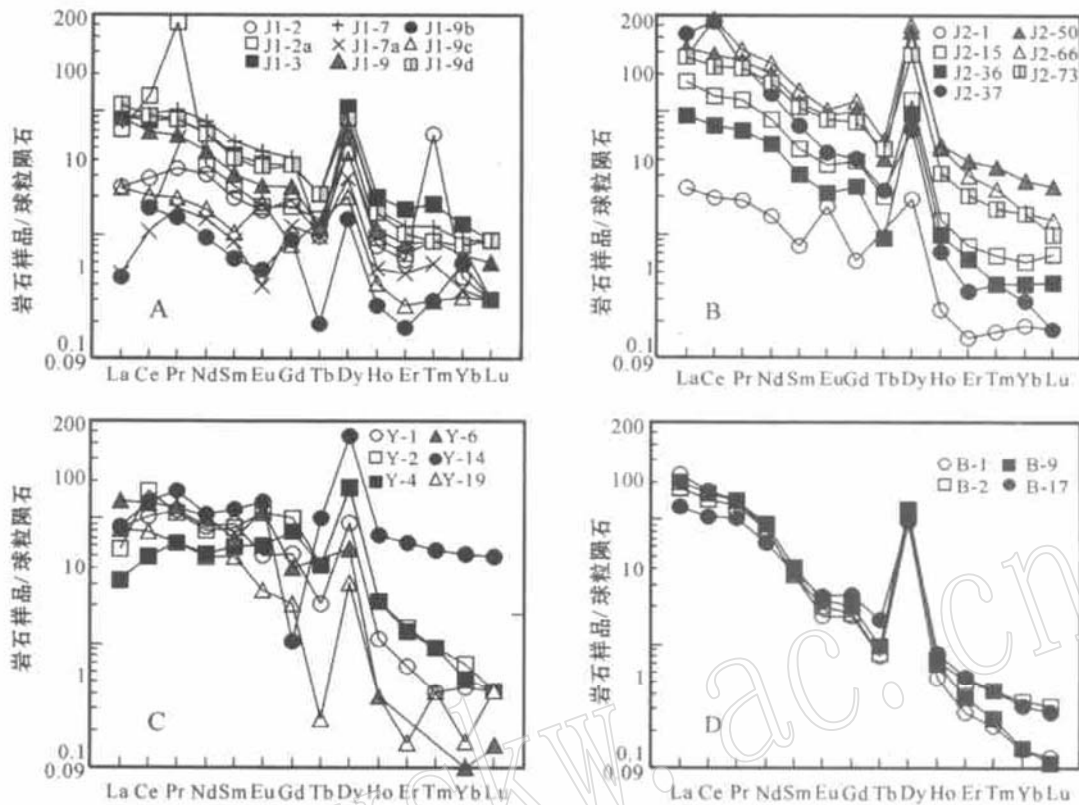 200
100
10
1
0.1
0.09
岩石样品/球粒陨石
J1-2 J1-7 J1-9b
J1-2a J1-7a J1-9c
J1-3 J1-9 J1-9d
A
La Ce Pr Nd Sm Eu Gd Tb Dy Ho Er Tm Yb Lu
200
100
10
1
0.1
0.09
岩石样品/球粒陨石
J2-1 J2-50
J2-15 J2-66
J2-36 J2-73
J2-37
B
La Ce Pr Nd Sm Eu Gd Tb Dy Ho Er Tm Yb Lu
200
100
10
1
0.1
0.09
岩石样品/球粒陨石
Y-1 Y-6
Y-2 Y-14
Y-4 Y-19
C
La Ce Pr Nd Sm Eu Gd Tb Dy Ho Er Tm Yb Lu
200
100
10
1
0.1
0.09
岩石样品/球粒陨石
B-1 B-9
B-2 B-17
D
La Ce Pr Nd Sm Eu Gd Tb Dy Ho Er Tm Yb Lu